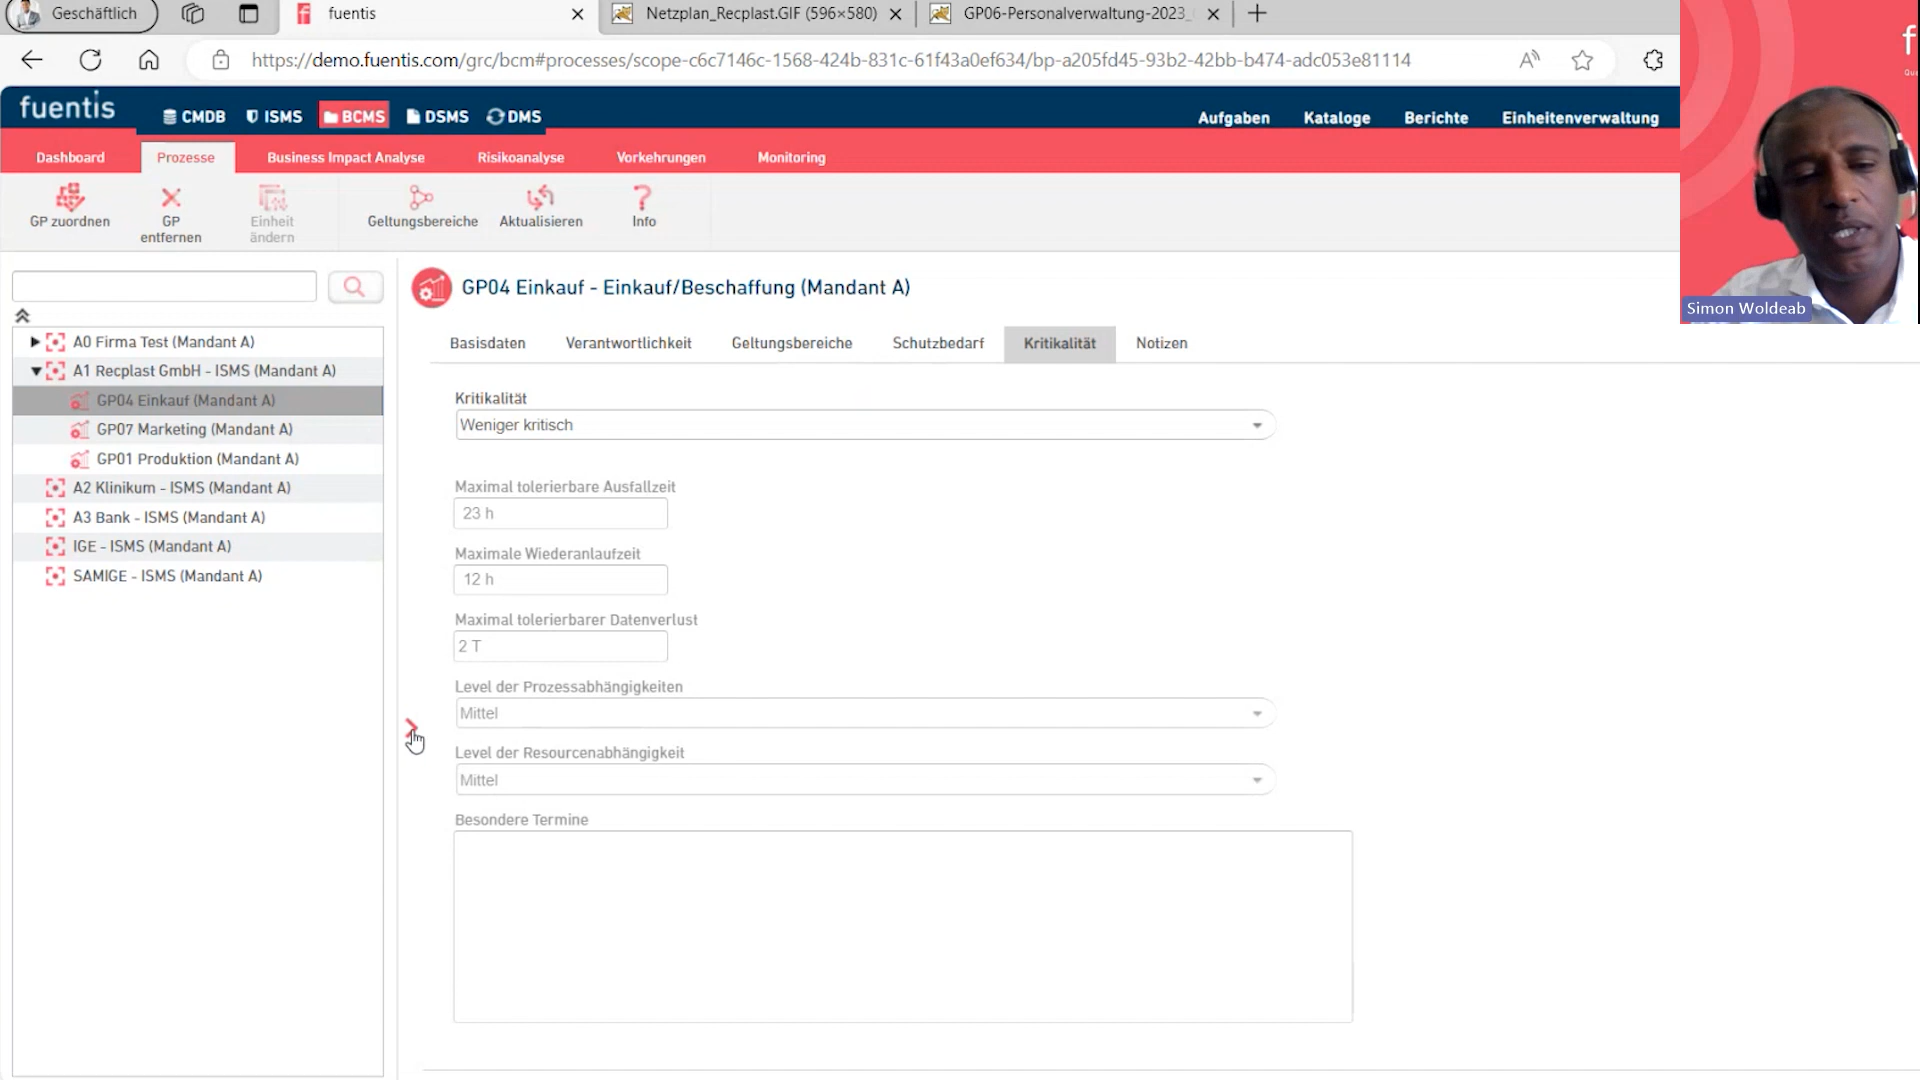 Geschäftlich
fuentis
Netzplan_Recplast.GIF (596×580)
GP06-Personalverwaltung-2023_
https://demo.fuentis.com/grc/bcm#processes/scope-c6c7146c-1568-424b-831c-61f43a0ef634/bp-a205fd45-93b2-42bb-b474-adc053e81114
fuentis
CMDB ISMS BCMS DSMS DMS
Aufgaben Kataloge Berichte Einheitenverwaltung
Dashboard Prozesse Business Impact Analyse Risikoanalyse Vorkehrungen Monitoring
GP zuordnen
GP
entfernen
Einheit
ändern
Geltungsbereiche
Aktualisieren
Info
A0 Firma Test (Mandant A)
A1 Recplast GmbH - ISMS (Mandant A)
GP04 Einkauf (Mandant A)
GP07 Marketing (Mandant A)
GP01 Produktion (Mandant A)
A2 Klinikum - ISMS (Mandant A)
A3 Bank - ISMS (Mandant A)
IGE - ISMS (Mandant A)
SAMIGE - ISMS (Mandant A)
GP04 Einkauf - Einkauf/Beschaffung (Mandant A)
Basisdaten Verantwortlichkeit Geltungsbereiche Schutzbedarf Kritikalität Notizen
Kritikalität
Weniger kritisch
Maximal tolerierbare Ausfallzeit
23 h
Maximale Wiederanlaufzeit
12 h
Maximal tolerierbarer Datenverlust
2 T
Level der Prozessabhängigkeiten
Mittel
Level der Resourcenabhängigkeit
Mittel
Besondere Termine
f
Simon Woldeab